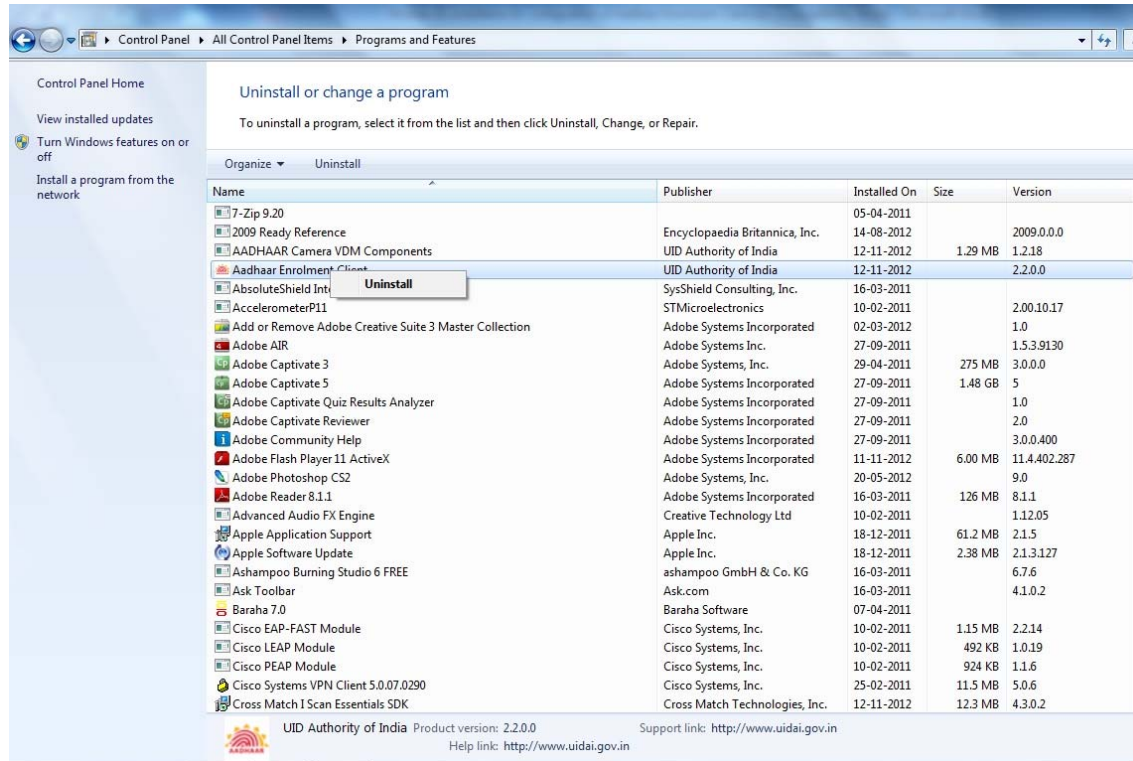 Control Panel ▸ All Control Panel Items ▸ Programs and Features
Control Panel Home
View installed updates
Turn Windows features on or
off
Install a program from the
network
Uninstall or change a program
To uninstall a program, select it from the list and then click Uninstall, Change, or Repair.
Organize Uninstall
Name Publisher Installed On Size Version
7-Zip 9.20 05-04-2011
2009 Ready Reference Encyclopaedia Britannica, Inc. 14-08-2012 2009.0.0.0
AADHAAR Camera VDM Components UID Authority of India 12-11-2012 1.29 MB 1.2.18
Aadhaar Enrolment Client UID Authority of India 12-11-2012 2.2.0.0
Uninstall
AbsoluteShield Inte SysShield Consulting, Inc. 16-03-2011
AccelerometerP11 STMicroelectronics 10-02-2011 2.00.10.17
Add or Remove Adobe Creative Suite 3 Master Collection Adobe Systems Incorporated 02-03-2012 1.0
Adobe AIR Adobe Systems Inc. 27-09-2011 1.5.3.9130
Adobe Captivate 3 Adobe Systems, Inc. 29-04-2011 275 MB 3.0.0.0
Adobe Captivate 5 Adobe Systems Incorporated 27-09-2011 1.48 GB 5
Adobe Captivate Quiz Results Analyzer Adobe Systems Incorporated 27-09-2011 1.0
Adobe Captivate Reviewer Adobe Systems Incorporated 27-09-2011 2.0
Adobe Community Help Adobe Systems Incorporated 27-09-2011 3.0.0.400
Adobe Flash Player 11 ActiveX Adobe Systems Incorporated 11-11-2012 6.00 MB 11.4.402.287
Adobe Photoshop CS2 Adobe Systems, Inc. 20-05-2012 9.0
Adobe Reader 8.1.1 Adobe Systems Incorporated 16-03-2011 126 MB 8.1.1
Advanced Audio FX Engine Creative Technology Ltd 10-02-2011 1.12.05
Apple Application Support Apple Inc. 18-12-2011 61.2 MB 2.1.5
Apple Software Update Apple Inc. 18-12-2011 2.38 MB 2.1.3.127
Ashampoo Burning Studio 6 FREE ashampoo GmbH & Co. KG 16-03-2011 6.7.6
Ask Toolbar Ask.com 16-03-2011 4.1.0.2
Baraha 7.0 Baraha Software 07-04-2011
Cisco EAP-FAST Module Cisco Systems, Inc. 10-02-2011 1.15 MB 2.2.14
Cisco LEAP Module Cisco Systems, Inc. 10-02-2011 492 KB 1.0.19
Cisco PEAP Module Cisco Systems, Inc. 10-02-2011 924 KB 1.1.6
Cisco Systems VPN Client 5.0.07.0290 Cisco Systems, Inc. 25-02-2011 11.5 MB 5.0.6
Cross Match I Scan Essentials SDK Cross Match Technologies, Inc. 12-11-2012 12.3 MB 4.3.0.2
UID Authority of India Product version: 2.2.0.0 Support link: http://www.uidai.gov.in
Help link: http://www.uidai.gov.in
AADHAAR